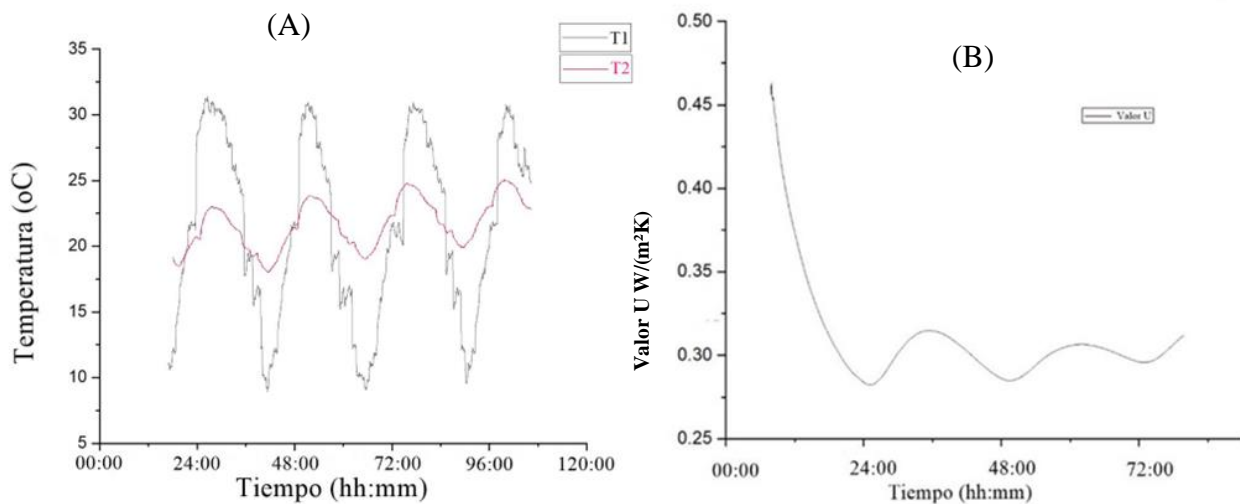 (A)
T1
T2
35
30
25
20
15
10
5
Temperatura (oC)
00:00 24:00 48:00 72:00 96:00 120:00
Tiempo (hh:mm)
(B)
Valor U
0.50
0.45
0.40
0.35
0.30
0.25
Valor U W/(m²K)
00:00 24:00 48:00 72:00
Tiempo (hh:mm)